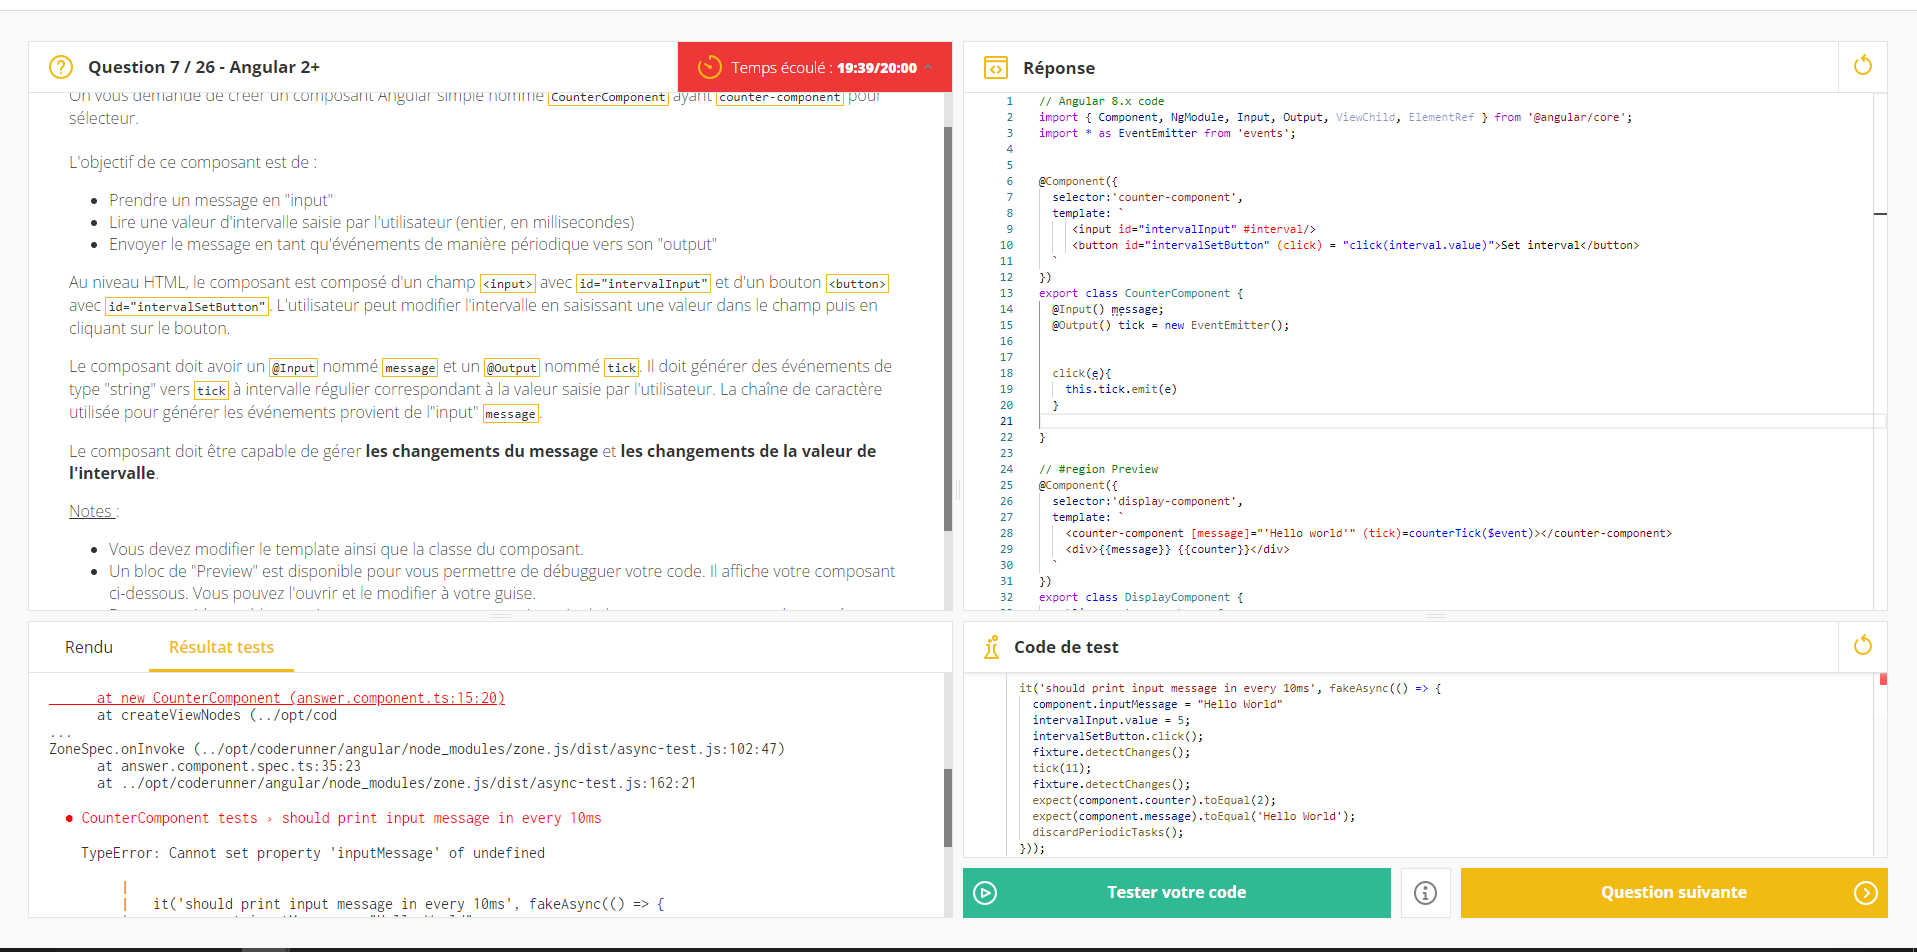 Question 7 / 26 - Angular 2+
Temps écoulé : 19:39/20:00
On vous demande de créer un composant Angular simple nommé CounterComponent ayant counter-component pour
sélecteur.
L'objectif de ce composant est de :
Prendre un message en "input"
Lire une valeur d'intervalle saisie par l'utilisateur (entier, en millisecondes)
Envoyer le message en tant qu'événements de manière périodique vers son "output"
Au niveau HTML, le composant est composé d'un champ <input> avec id="intervalInput" et d'un bouton <button>
avec id="intervalSetButton". L'utilisateur peut modifier l'intervalle en saisissant une valeur dans le champ puis en
cliquant sur le bouton.
Le composant doit avoir un @Input nommé message et un @Output nommé tick. Il doit générer des événements de
type "string" vers tick à intervalle régulier correspondant à la valeur saisie par l'utilisateur. La chaîne de caractère
utilisée pour générer les événements provient de l'"input" message.
Le composant doit être capable de gérer les changements du message et les changements de la valeur de
l'intervalle.
Notes :
Vous devez modifier le template ainsi que la classe du composant.
Un bloc de "Preview" est disponible pour vous permettre de débugguer votre code. Il affiche votre composant
ci-dessous. Vous pouvez l'ouvrir et le modifier à votre guise.
Réponse
1 // Angular 8.x code
2 import { Component, NgModule, Input, Output, ViewChild, ElementRef } from '@angular/core';
3 import * as EventEmitter from 'events';
4
5
6 @Component({
7 selector:'counter-component',
8 template: `
9 <input id="intervalInput" #interval/>
10 <button id="intervalSetButton" (click) = "click(interval.value)">Set interval</button>
11 `
12 })
13 export class CounterComponent {
14 @Input() message;
15 @Output() tick = new EventEmitter();
16
17
18 click(e){
19 this.tick.emit(e)
20 }
21
22 }
23
24 // #region Preview
25 @Component({
26 selector:'display-component',
27 template: `
28 <counter-component [message]="'Hello world'" (tick)=counterTick($event)></counter-component>
29 <div>{{message}} {{counter}}</div>
30 `
31 })
32 export class DisplayComponent {
Rendu
Résultat tests
at new CounterComponent (answer.component.ts:15:20)
at createViewNodes (../opt/cod
...
ZoneSpec.onInvoke (../opt/coderunner/angular/node_modules/zone.js/dist/async-test.js:102:47)
at answer.component.spec.ts:35:23
at ../opt/coderunner/angular/node_modules/zone.js/dist/async-test.js:162:21
● CounterComponent tests › should print input message in every 10ms
TypeError: Cannot set property 'inputMessage' of undefined
|
| it('should print input message in every 10ms', fakeAsync(() => {
Code de test
it('should print input message in every 10ms', fakeAsync(() => {
component.inputMessage = "Hello World"
intervalInput.value = 5;
intervalSetButton.click();
fixture.detectChanges();
tick(11);
fixture.detectChanges();
expect(component.counter).toEqual(2);
expect(component.message).toEqual('Hello World');
discardPeriodicTasks();
}));
Tester votre code
Question suivante